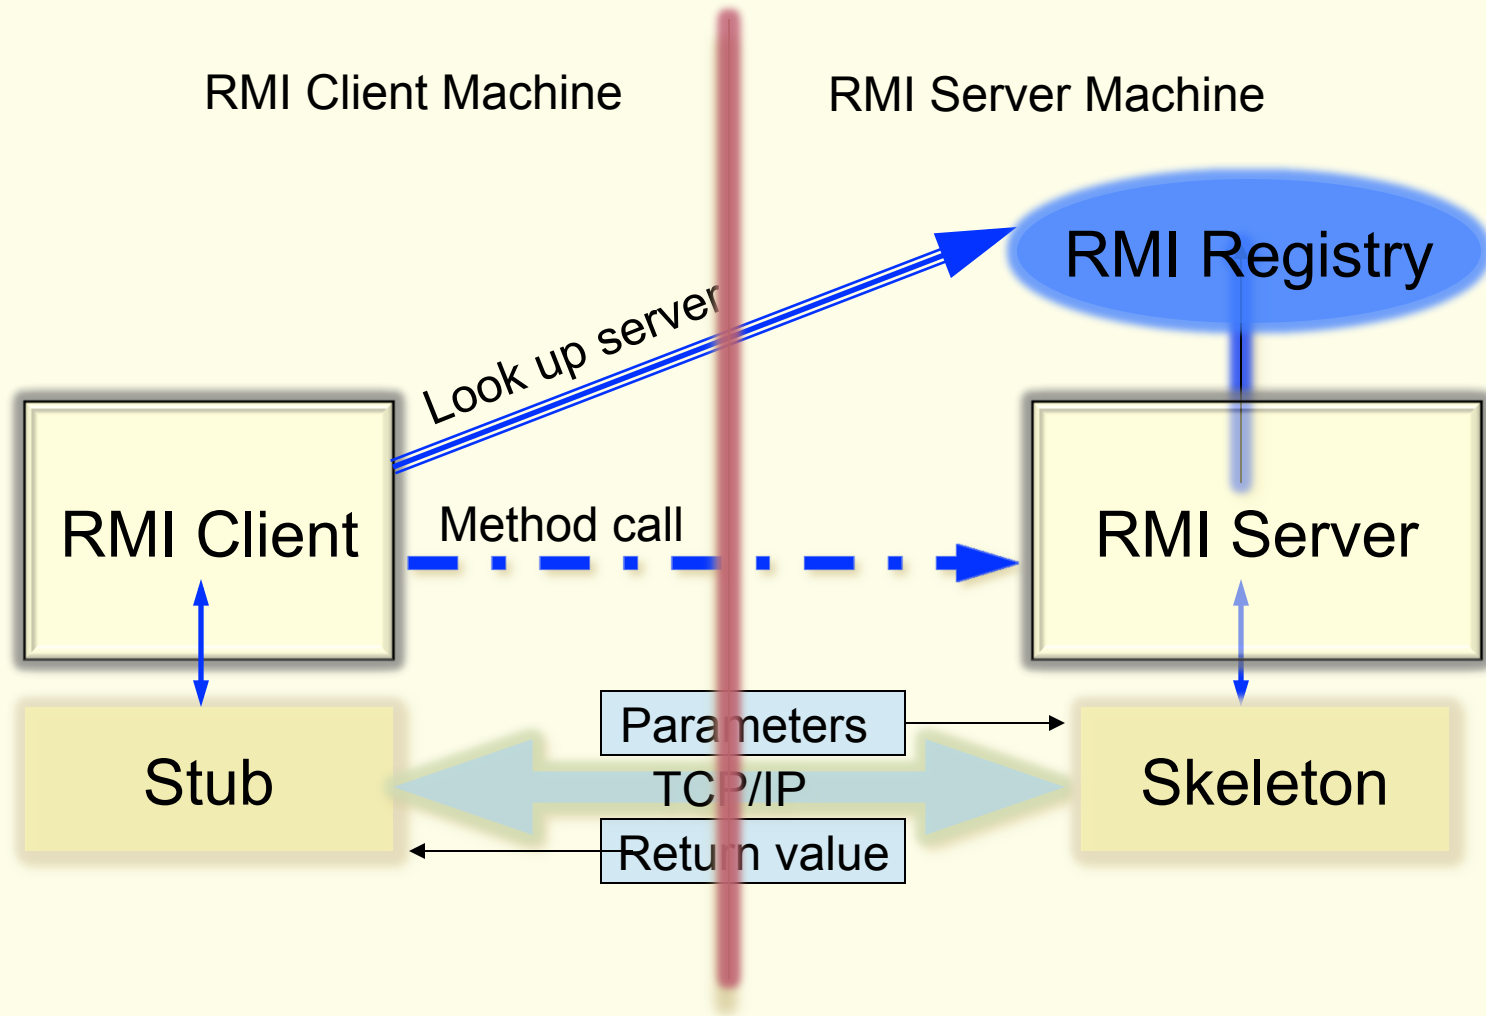 RMI Client Machine
RMI Server Machine
RMI Registry
Look up server
RMI Client
Method call
RMI Server
Parameters
Stub
TCP/IP
Skeleton
Return value